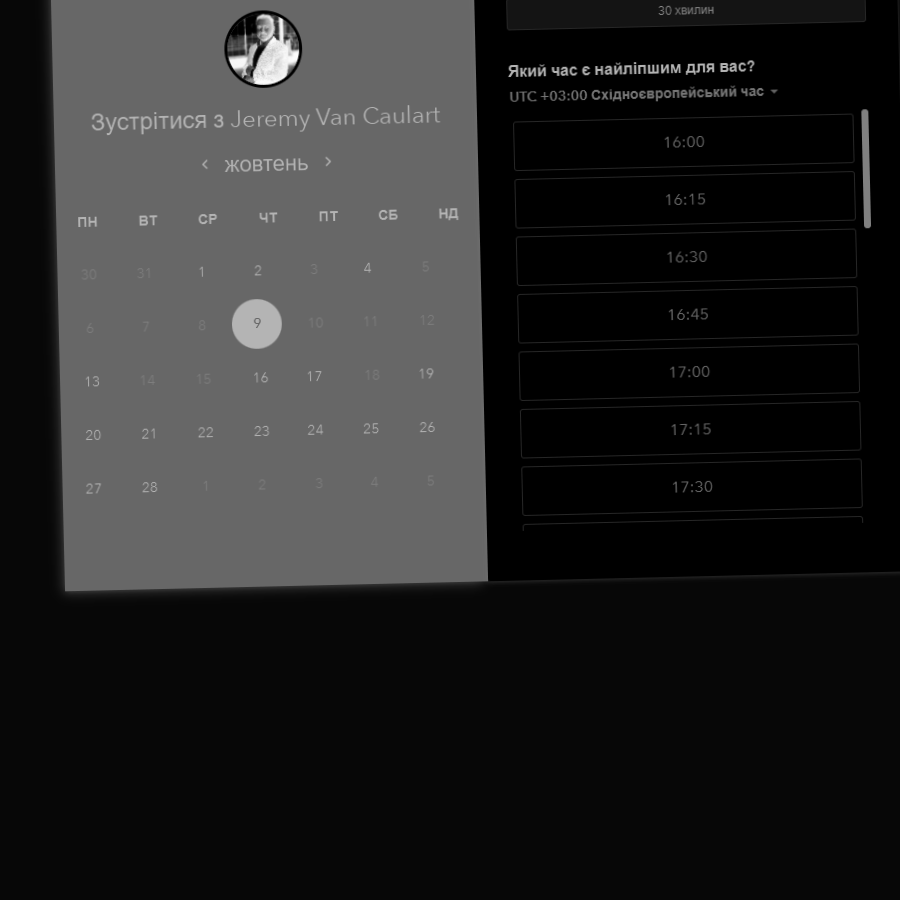 Зустрітися з Jeremy Van Caulart
жовтень
ПН ВТ СР ЧТ ПТ СБ НД
30 31 1 2 3 4 5
6 7 8 9 10 11 12
13 14 15 16 17 18 19
20 21 22 23 24 25 26
27 28 1 2 3 4 5
30 хвилин
Який час є найліпшим для вас?
UTC +03:00 Східноєвропейський час
16:00
16:15
16:30
16:45
17:00
17:15
17:30